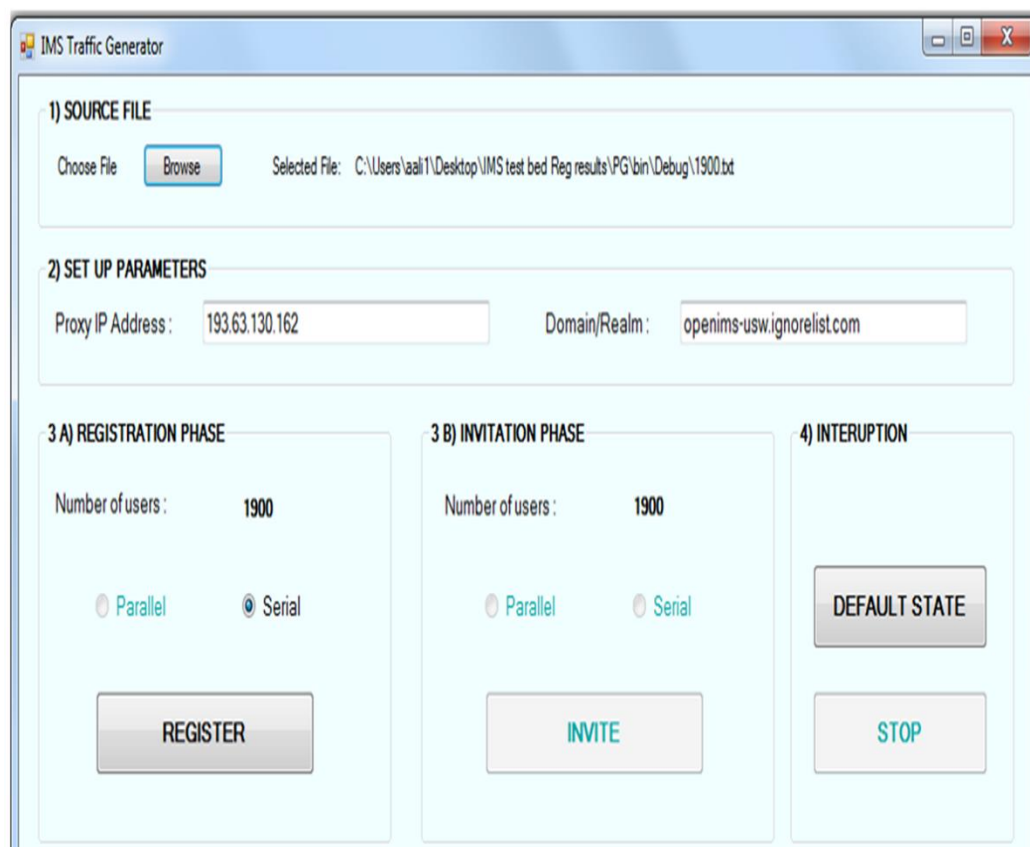 IMS Traffic Generator
X
1) SOURCE FILE
Choose File Browse Selected File: C:\Users\aali1\Desktop\IMS test bed Reg results\PG\bin\Debug\1900.txt
2) SET UP PARAMETERS
Proxy IP Address : 193.63.130.162 Domain/Realm : openims-usw.ignorelist.com
3 A) REGISTRATION PHASE
Number of users : 1900
Parallel Serial
REGISTER
3 B) INVITATION PHASE
Number of users : 1900
Parallel Serial
INVITE
4) INTERUPTION
DEFAULT STATE
STOP